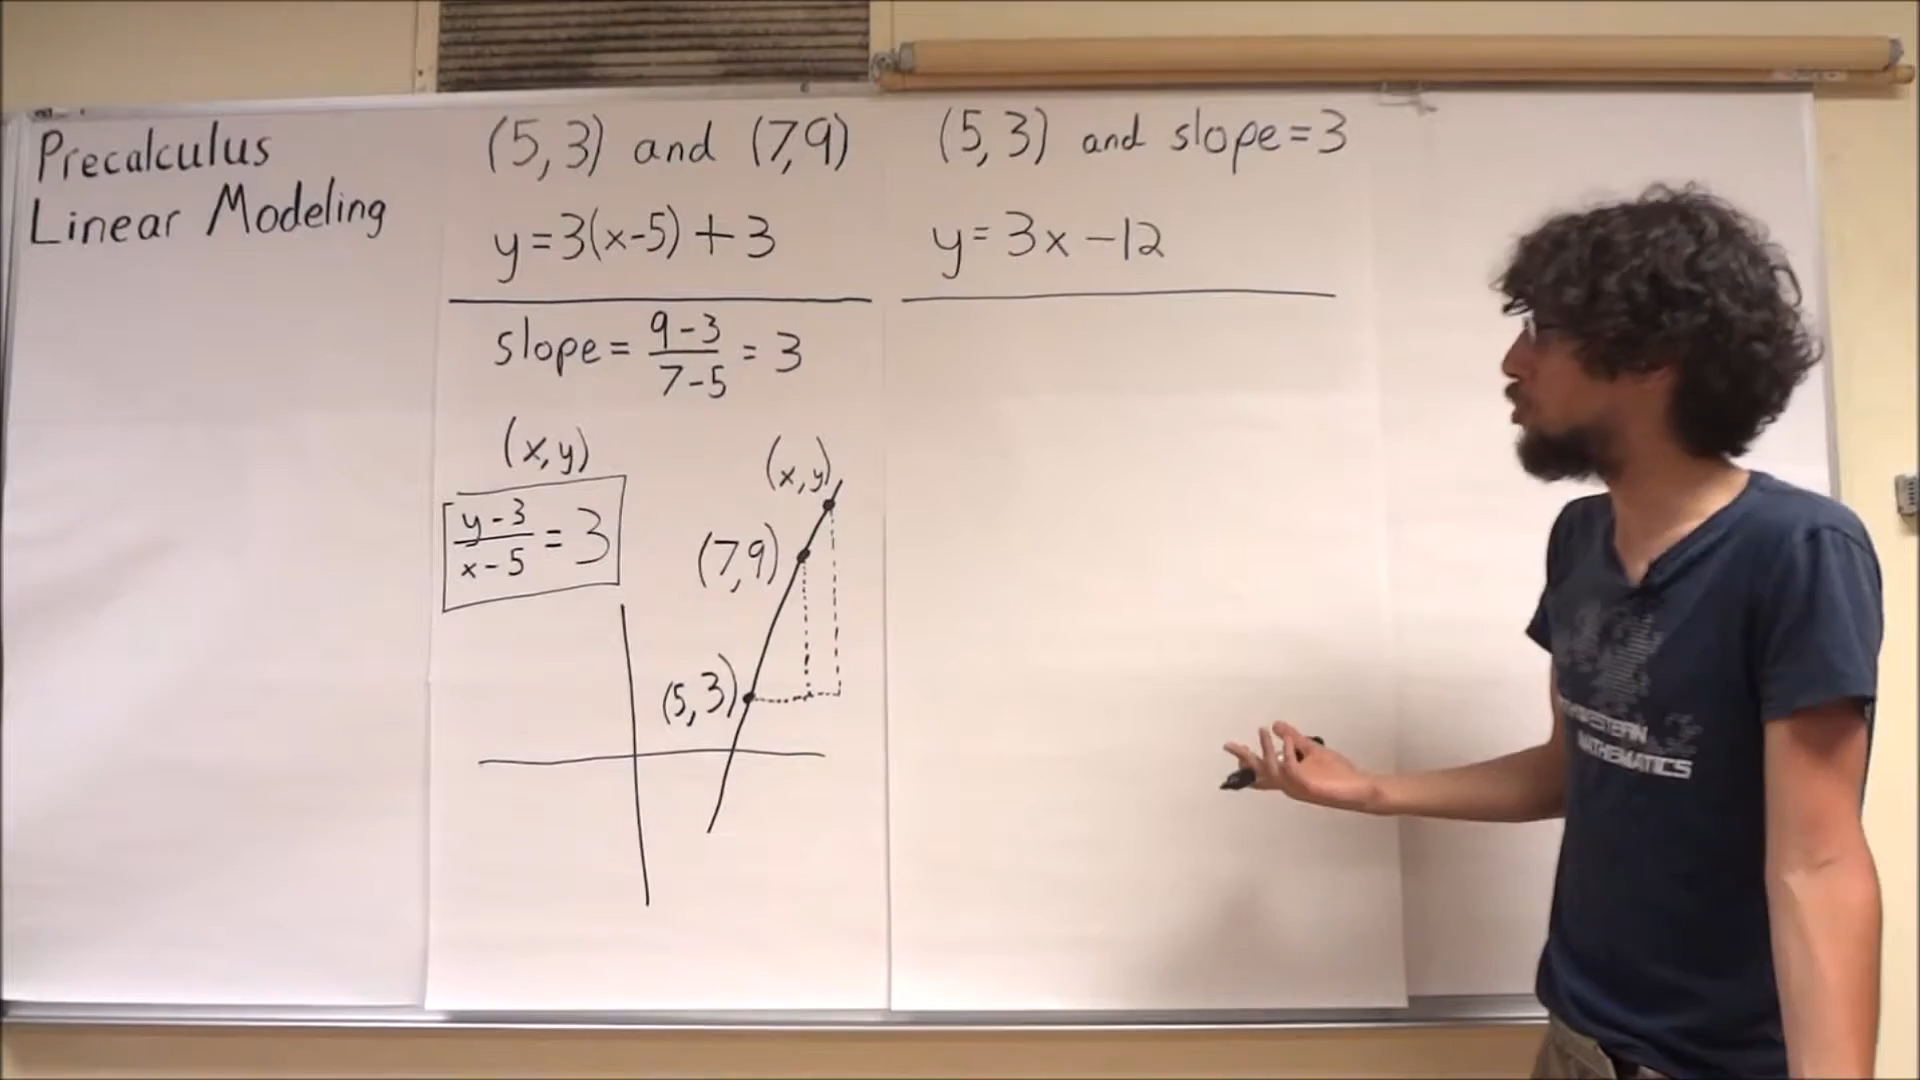 Precalculus
Linear Modeling
(5,3) and (7,9)
y=3(x-5)+3
slope = 9-3/7-5 = 3
(x,y)
y-3/x-5 = 3
(x,y)
(7,9)
(5,3)
(5,3) and slope=3
y=3x-12
MATHEMATICS